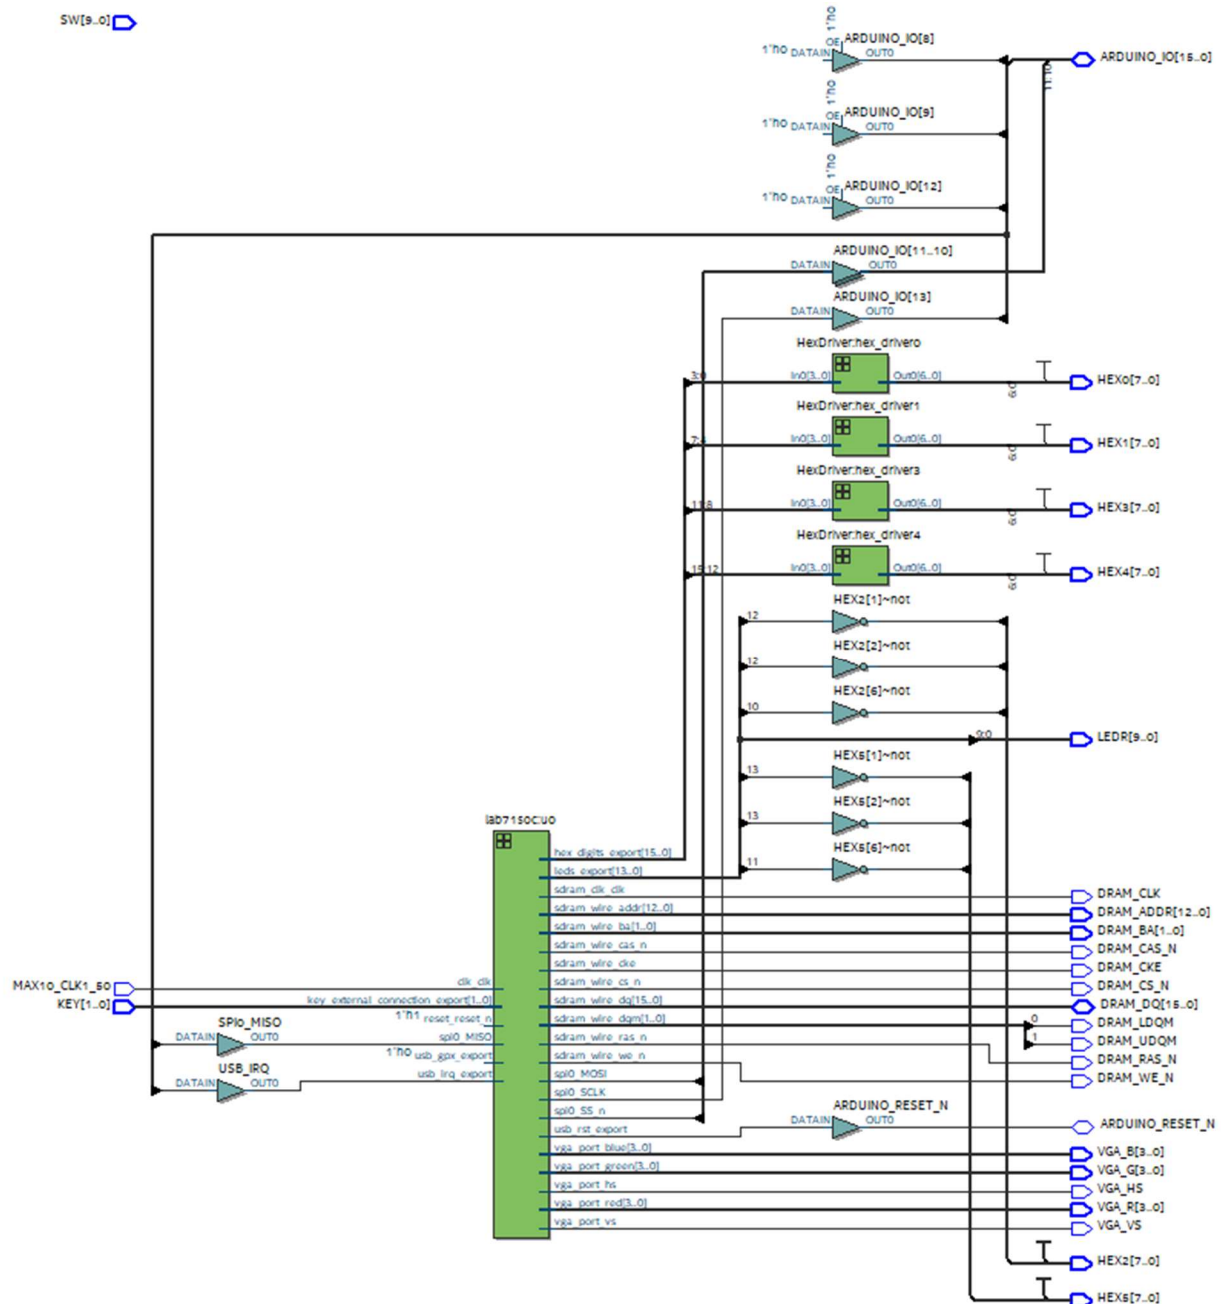 SW[9..0]
1'h0
OE
ARDUINO_IO[8]
1'h0 DATAIN
OUT0
ARDUINO_IO[15..0]
11:10
1'h0
OE
ARDUINO_IO[9]
1'h0 DATAIN
OUT0
1'h0
OE
ARDUINO_IO[12]
1'h0 DATAIN
OUT0
ARDUINO_IO[11..10]
DATAIN
OUT0
ARDUINO_IO[13]
DATAIN
OUT0
HexDriver:hex_driver0
3:0
In0[3..0]
Out0[6..0]
6:0
HEX0[7..0]
HexDriver:hex_driver1
7:4
In0[3..0]
Out0[6..0]
6:0
HEX1[7..0]
HexDriver:hex_driver3
11:8
In0[3..0]
Out0[6..0]
6:0
HEX3[7..0]
HexDriver:hex_driver4
15:12
In0[3..0]
Out0[6..0]
6:0
HEX4[7..0]
HEX2[1]~not
12
HEX2[2]~not
12
HEX2[6]~not
10
9:0
LEDR[9..0]
HEX5[1]~not
13
HEX5[2]~not
13
HEX5[6]~not
11
lab71soc:u0
hex_digits_export[15..0]
leds_export[13..0]
sdram_clk_clk
DRAM_CLK
sdram_wire_addr[12..0]
DRAM_ADDR[12..0]
sdram_wire_ba[1..0]
DRAM_BA[1..0]
sdram_wire_cas_n
DRAM_CAS_N
sdram_wire_cke
DRAM_CKE
MAX10_CLK1_50
clk_clk
sdram_wire_cs_n
DRAM_CS_N
KEY[1..0]
key_external_connection_export[1..0]
sdram_wire_dq[15..0]
DRAM_DQ[15..0]
1'h1 reset_reset_n
sdram_wire_dqm[1..0]
0
DRAM_LDQM
SPI0_MISO
DATAIN
OUT0
spi0_MISO
sdram_wire_ras_n
1
DRAM_UDQM
1'h0 usb_gpx_export
sdram_wire_we_n
DRAM_RAS_N
USB_IRQ
DATAIN
OUT0
usb_irq_export
spi0_MOSI
DRAM_WE_N
spi0_SCLK
spi0_SS_n
ARDUINO_RESET_N
usb_rst_export
DATAIN
OUT0
ARDUINO_RESET_N
vga_port_blue[3..0]
VGA_B[3..0]
vga_port_green[3..0]
VGA_G[3..0]
vga_port_hs
VGA_HS
vga_port_red[3..0]
VGA_R[3..0]
vga_port_vs
VGA_VS
HEX2[7..0]
HEX5[7..0]